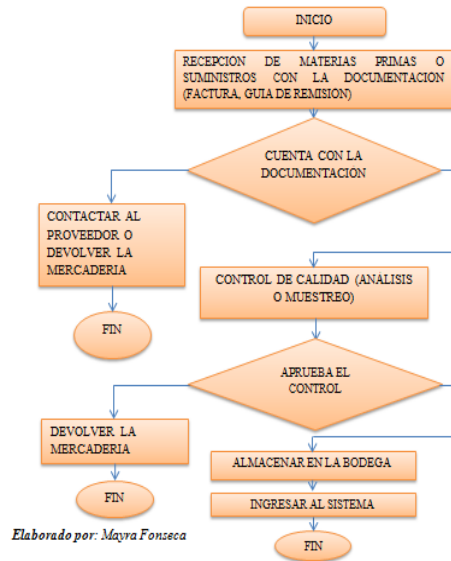 INICIO
RECEPCION DE MATERIAS PRIMAS O
SUMINISTROS CON LA DOCUMENTACION
(FACTURA, GUIA DE REMISION)
CUENTA CON LA
DOCUMENTACION
CONTACTAR AL
PROVEEDOR O
DEVOLVER LA
MERCADERIA
FIN
CONTROL DE CALIDAD (ANÁLISIS
O MUESTREO)
APRUEBA EL
CONTROL
DEVOLVER LA
MERCADERIA
FIN
ALMACENAR EN LA BODEGA
INGRESAR AL SISTEMA
FIN
Elaborado por: Mayra Fonseca